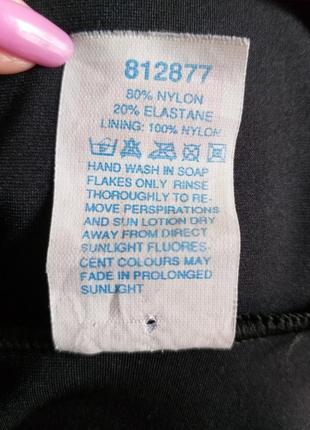 812877
80% NYLON
20% ELASTANE
LINING: 100% NYLON
HAND WASH IN SOAP
FLAKES ONLY RINSE
THOROUGHLY TO RE-
MOVE PERSPIRATIONS
AND SUN LOTION DRY
AWAY FROM DIRECT
SUNLIGHT FLUORES-
CENT COLOURS MAY
FADE IN PROLONGED
SUNLIGHT